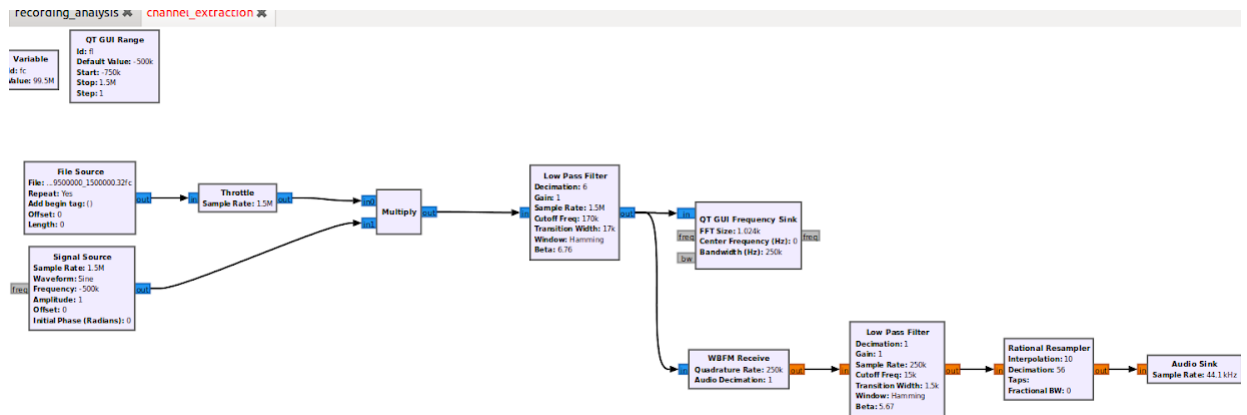 recording_analysis ✖ channel_extraction ✖
Variable
Id: fc
Value: 99.5M
QT GUI Range
Id: fl
Default Value: -500k
Start: -750k
Stop: 1.5M
Step: 1
File Source
File: ...9500000_1500000.32fc
Repeat: Yes
Add begin tag: ()
Offset: 0
Length: 0
out
in
Throttle
Sample Rate: 1.5M
out
Signal Source
Sample Rate: 1.5M
Waveform: Sine
Frequency: -500k
Amplitude: 1
Offset: 0
Initial Phase (Radians): 0
freq
out
in0
in1
Multiply
out
in
Low Pass Filter
Decimation: 6
Gain: 1
Sample Rate: 1.5M
Cutoff Freq: 170k
Transition Width: 17k
Window: Hamming
Beta: 6.76
out
in
freq
bw
QT GUI Frequency Sink
FFT Size: 1.024k
Center Frequency (Hz): 0
Bandwidth (Hz): 250k
freq
in
WBFM Receive
Quadrature Rate: 250k
Audio Decimation: 1
out
in
Low Pass Filter
Decimation: 1
Gain: 1
Sample Rate: 250k
Cutoff Freq: 15k
Transition Width: 1.5k
Window: Hamming
Beta: 5.67
out
in
Rational Resampler
Interpolation: 10
Decimation: 56
Taps:
Fractional BW: 0
out
in
Audio Sink
Sample Rate: 44.1 kHz